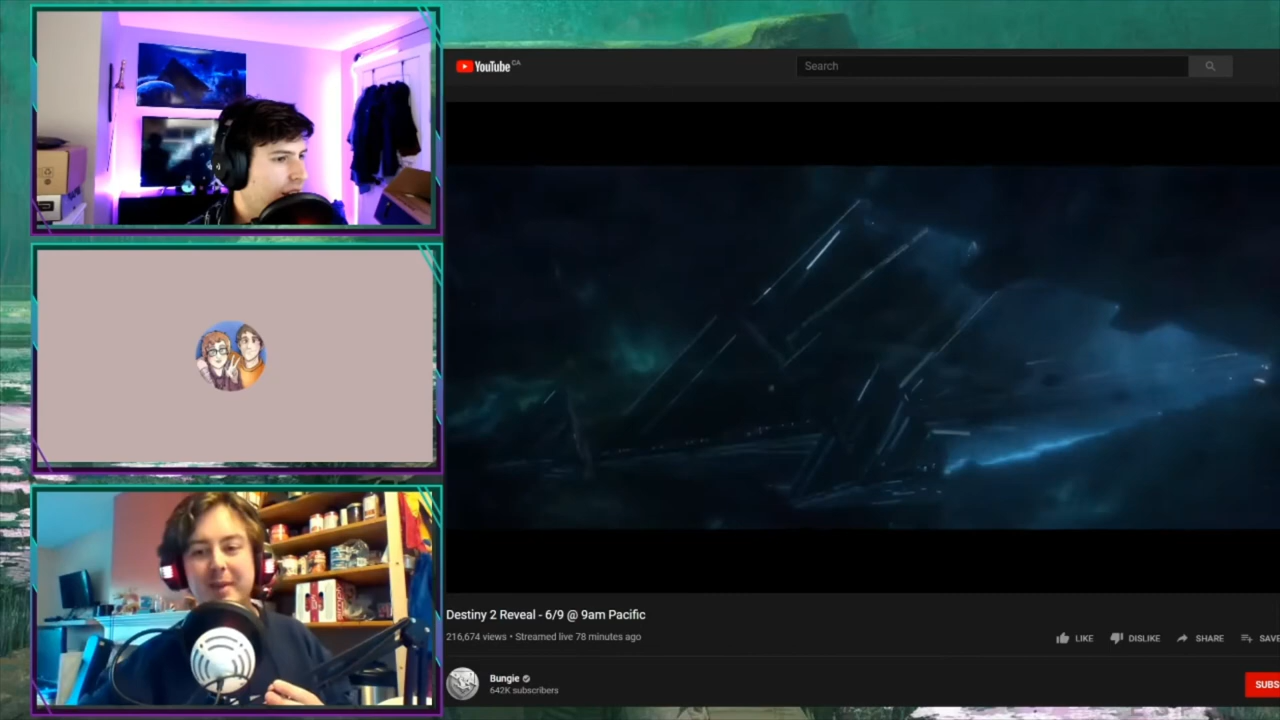 YouTube CA
Search
Destiny 2 Reveal - 6/9 @ 9am Pacific
216,674 views • Streamed live 78 minutes ago
LIKE
DISLIKE
SHARE
SAVE
Bungie
642K subscribers
SUBS